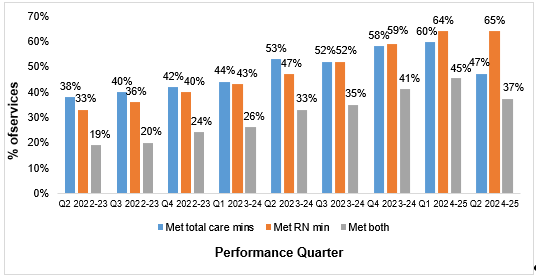 70%
60%
50%
40%
30%
20%
10%
0%
% ofservices
38% 33% 19%
40% 36% 20%
42% 40% 24%
44% 43% 26%
53% 47% 33%
52% 52% 35%
58% 59% 41%
60% 64% 45%
47% 65% 37%
Q2 2022-23 Q3 2022-23 Q4 2022-23 Q1 2023-24 Q2 2023-24 Q3 2023-24 Q4 2023-24 Q1 2024-25 Q2 2024-25
Met total care mins Met RN min Met both
Performance Quarter